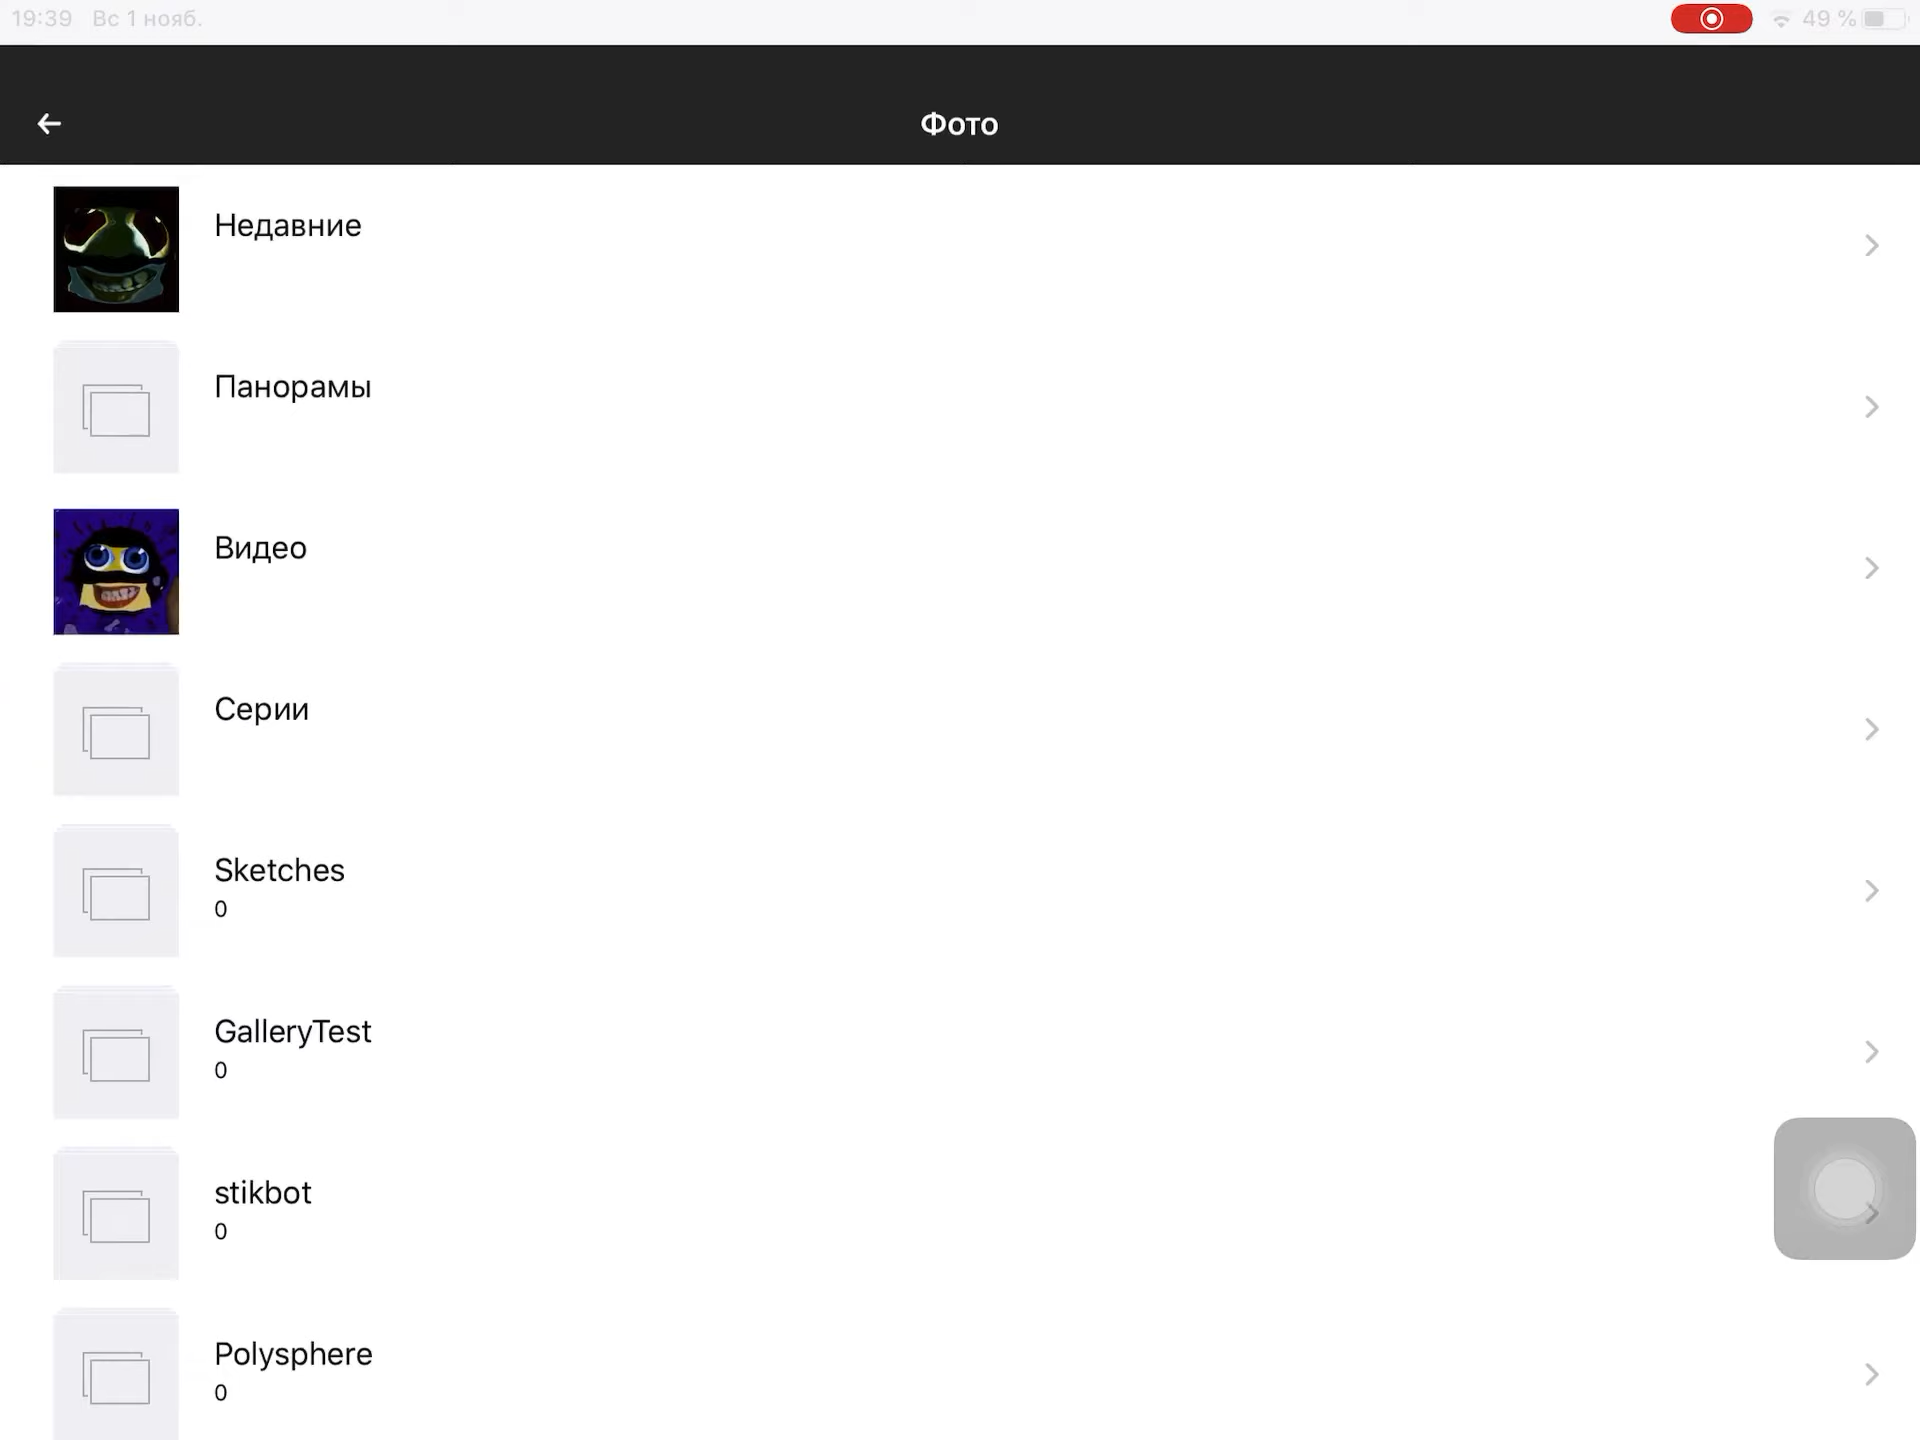 19:39 Вс 1 нояб. 49 %
Фото
Недавние
Панорамы
Видео
Серии
Sketches
0
GalleryTest
0
stikbot
0
Polysphere
0